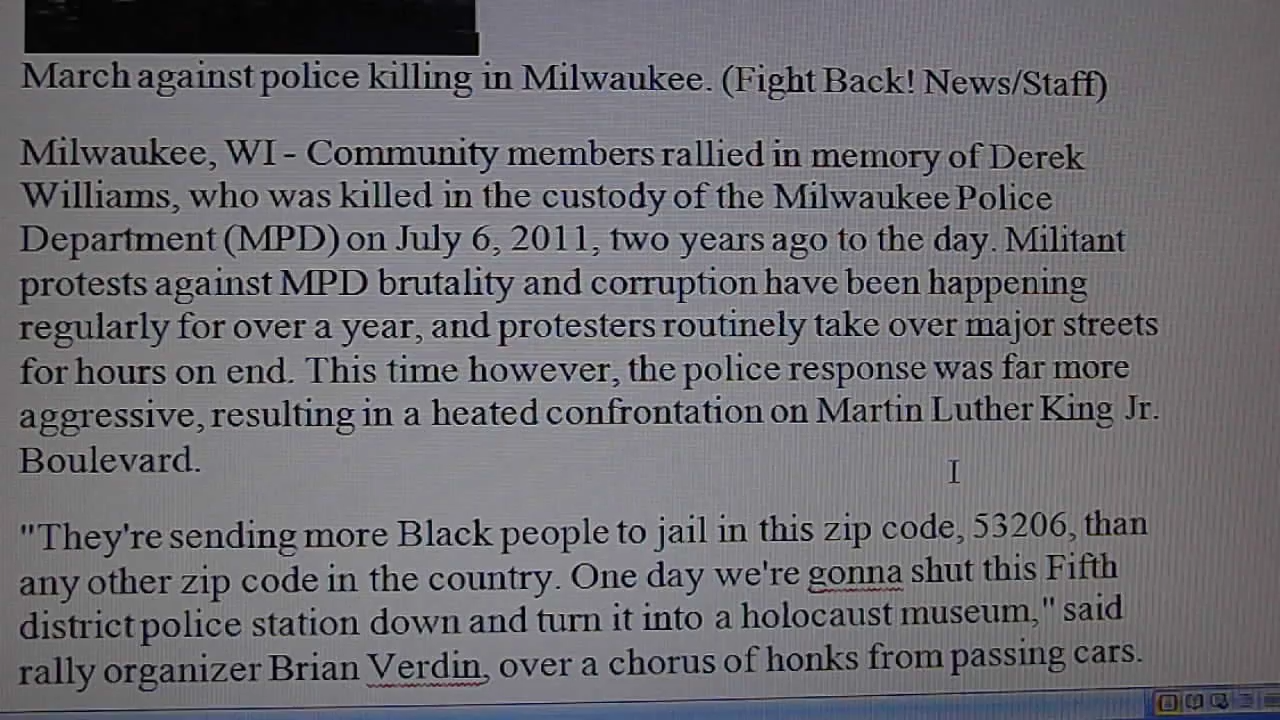 March against police killing in Milwaukee. (Fight Back! News/Staff)
Milwaukee, WI - Community members rallied in memory of Derek
Williams, who was killed in the custody of the Milwaukee Police
Department (MPD) on July 6, 2011, two years ago to the day. Militant
protests against MPD brutality and corruption have been happening
regularly for over a year, and protesters routinely take over major streets
for hours on end. This time however, the police response was far more
aggressive, resulting in a heated confrontation on Martin Luther King Jr.
Boulevard.
"They're sending more Black people to jail in this zip code, 53206, than
any other zip code in the country. One day we're gonna shut this Fifth
district police station down and turn it into a holocaust museum," said
rally organizer Brian Verdin, over a chorus of honks from passing cars.